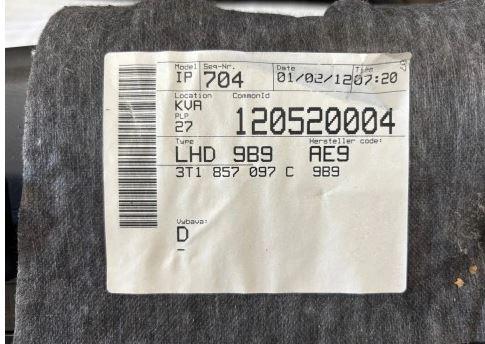 Model Seq-Nr. Date Time
IP 704 01/02/12 07:20
Location CommonId
KVA
PLP
27 120520004
Type Hersteller code:
LHD 9B9 AE9
3T1 857 097 C 9B9
Vybava:
D
–